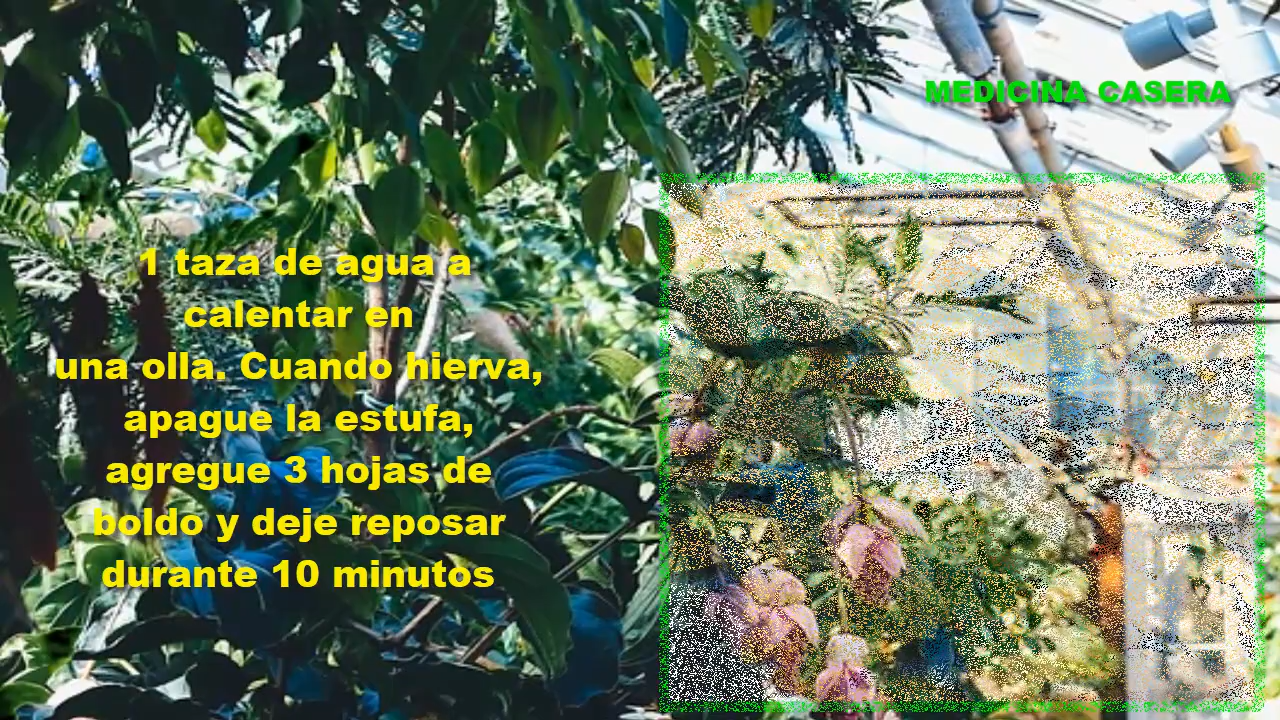 MEDICINA CASERA
1 taza de agua a
calentar en
una olla. Cuando hierva,
apague la estufa,
agregue 3 hojas de
boldo y deje reposar
durante 10 minutos